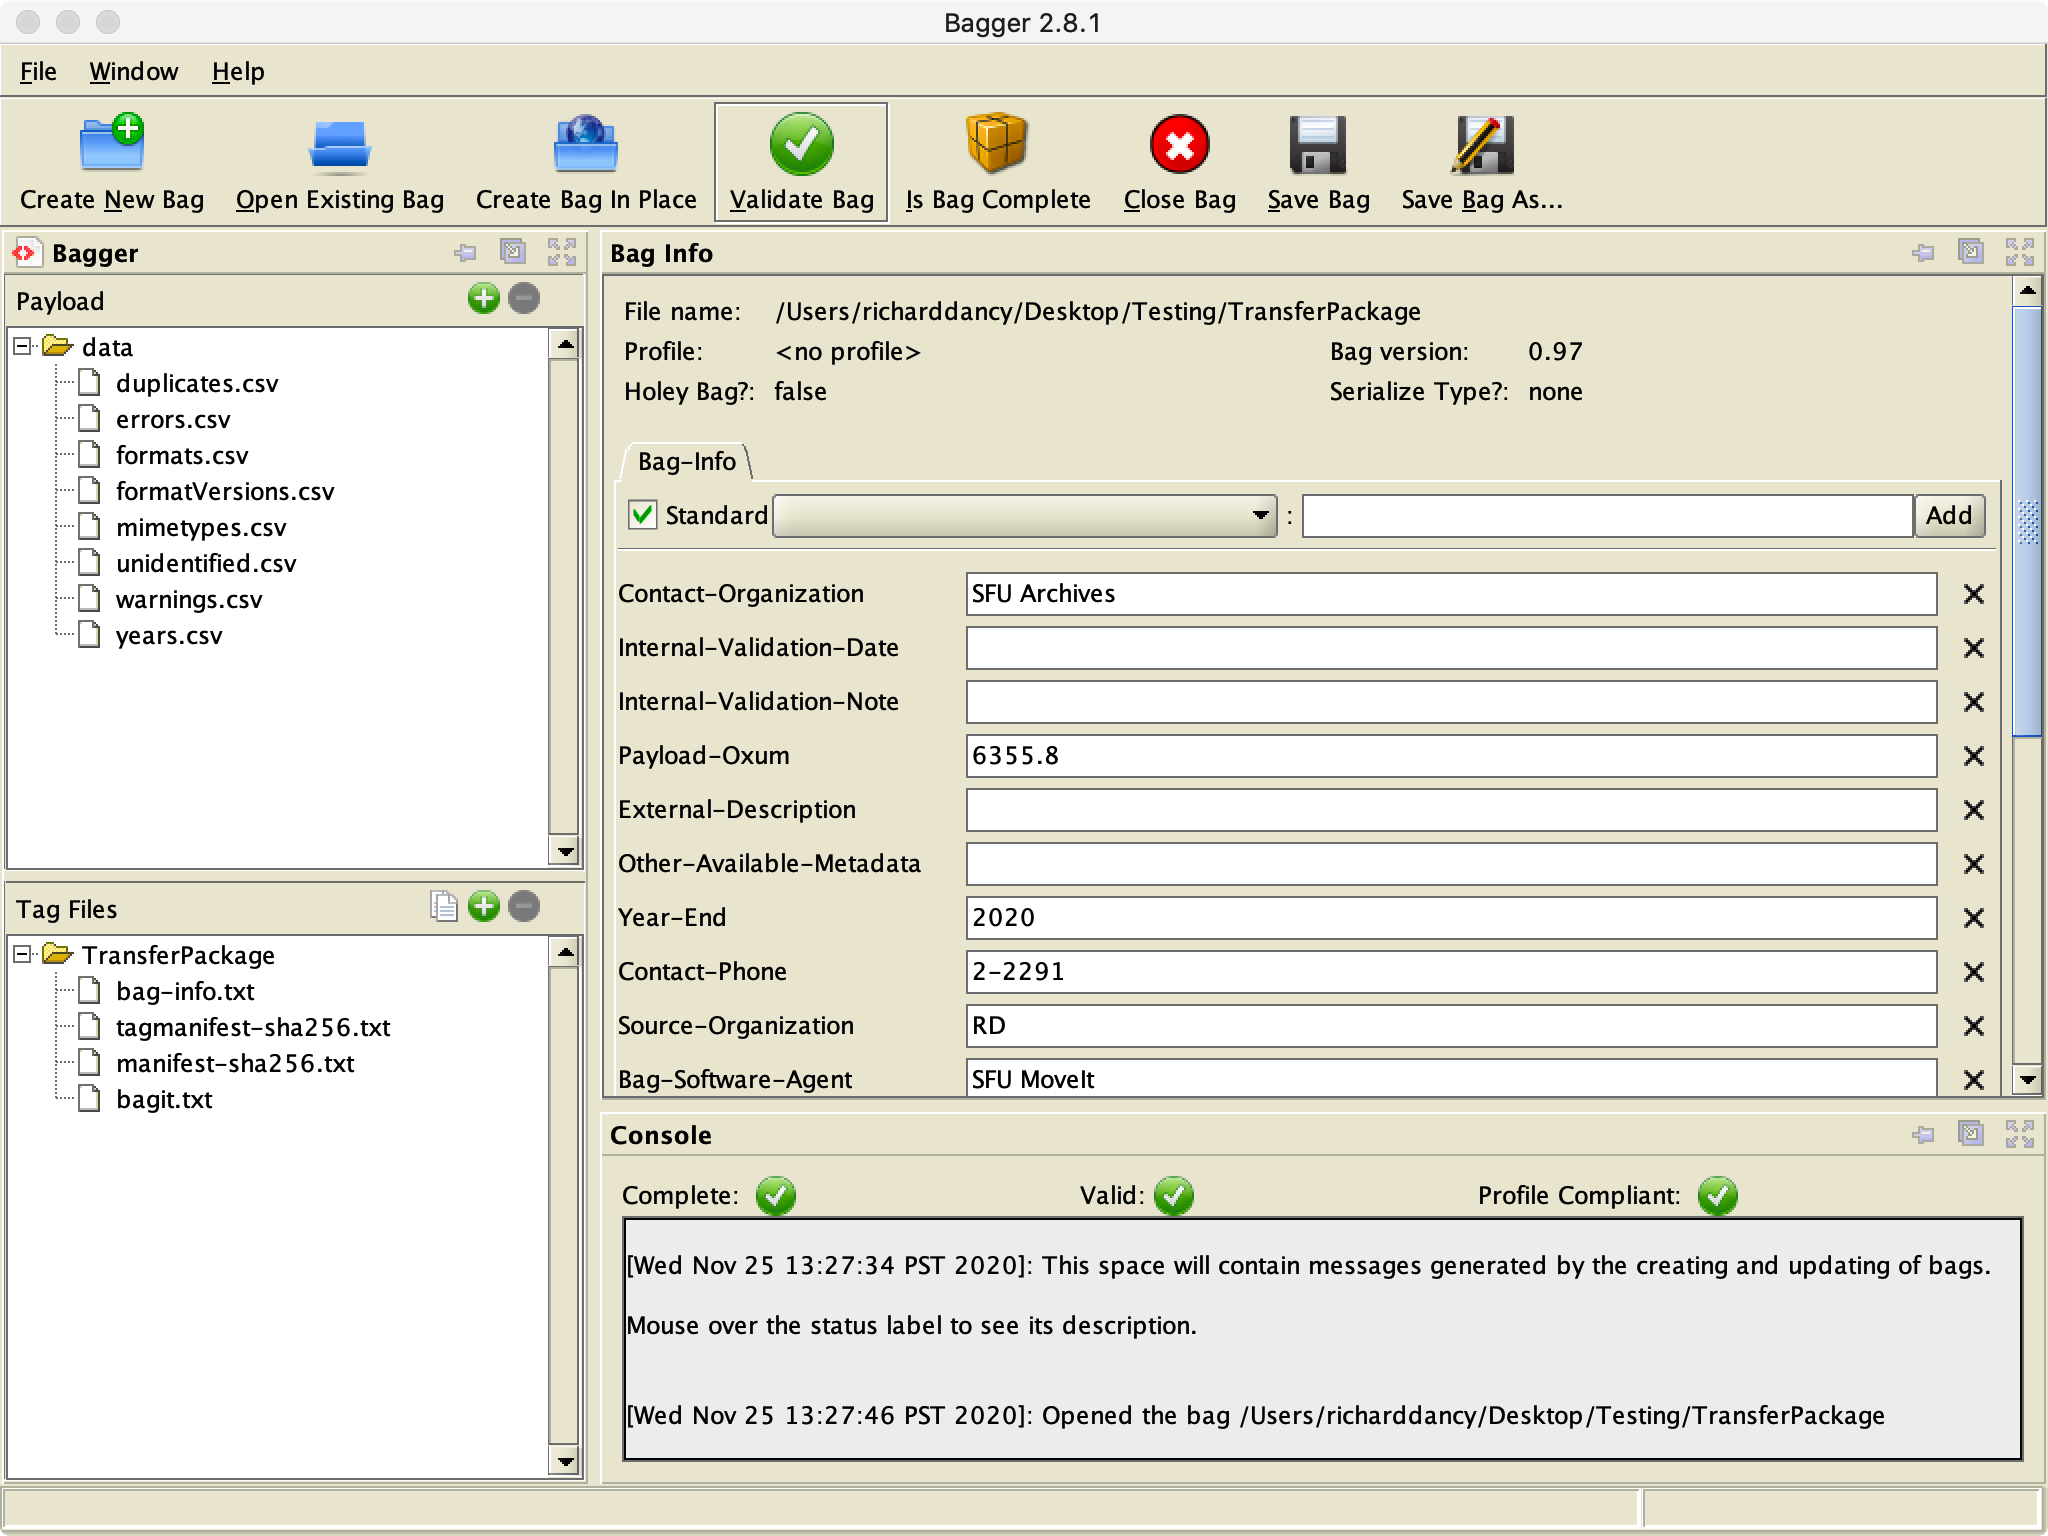 Bagger 2.8.1
File Window Help
Create New Bag Open Existing Bag Create Bag In Place Validate Bag Is Bag Complete Close Bag Save Bag Save Bag As...
Bagger
Payload
data
duplicates.csv
errors.csv
formats.csv
formatVersions.csv
mimetypes.csv
unidentified.csv
warnings.csv
years.csv
Tag Files
TransferPackage
bag-info.txt
tagmanifest-sha256.txt
manifest-sha256.txt
bagit.txt
Bag Info
File name: /Users/richarddancy/Desktop/Testing/TransferPackage
Profile: <no profile> Bag version: 0.97
Holey Bag?: false Serialize Type?: none
Bag-Info
Standard : Add
Contact-Organization SFU Archives
Internal-Validation-Date
Internal-Validation-Note
Payload-Oxum 6355.8
External-Description
Other-Available-Metadata
Year-End 2020
Contact-Phone 2-2291
Source-Organization RD
Bag-Software-Agent SFU MoveIt
Console
Complete: Valid: Profile Compliant:
[Wed Nov 25 13:27:34 PST 2020]: This space will contain messages generated by the creating and updating of bags.
Mouse over the status label to see its description.
[Wed Nov 25 13:27:46 PST 2020]: Opened the bag /Users/richarddancy/Desktop/Testing/TransferPackage